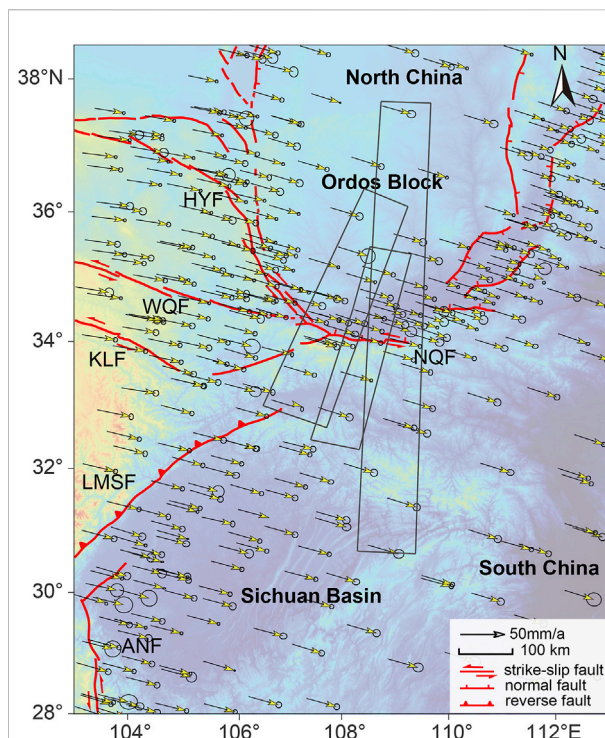 38°N
North China
N
Ordos Block
HYF
36°
WQF
34°
KLF
NQF
LMSF
32°
South China
30°
Sichuan Basin
ANF
50mm/a
100 km
strike-slip fault
normal fault
reverse fault
28°
104°
106°
108°
110°
112°E